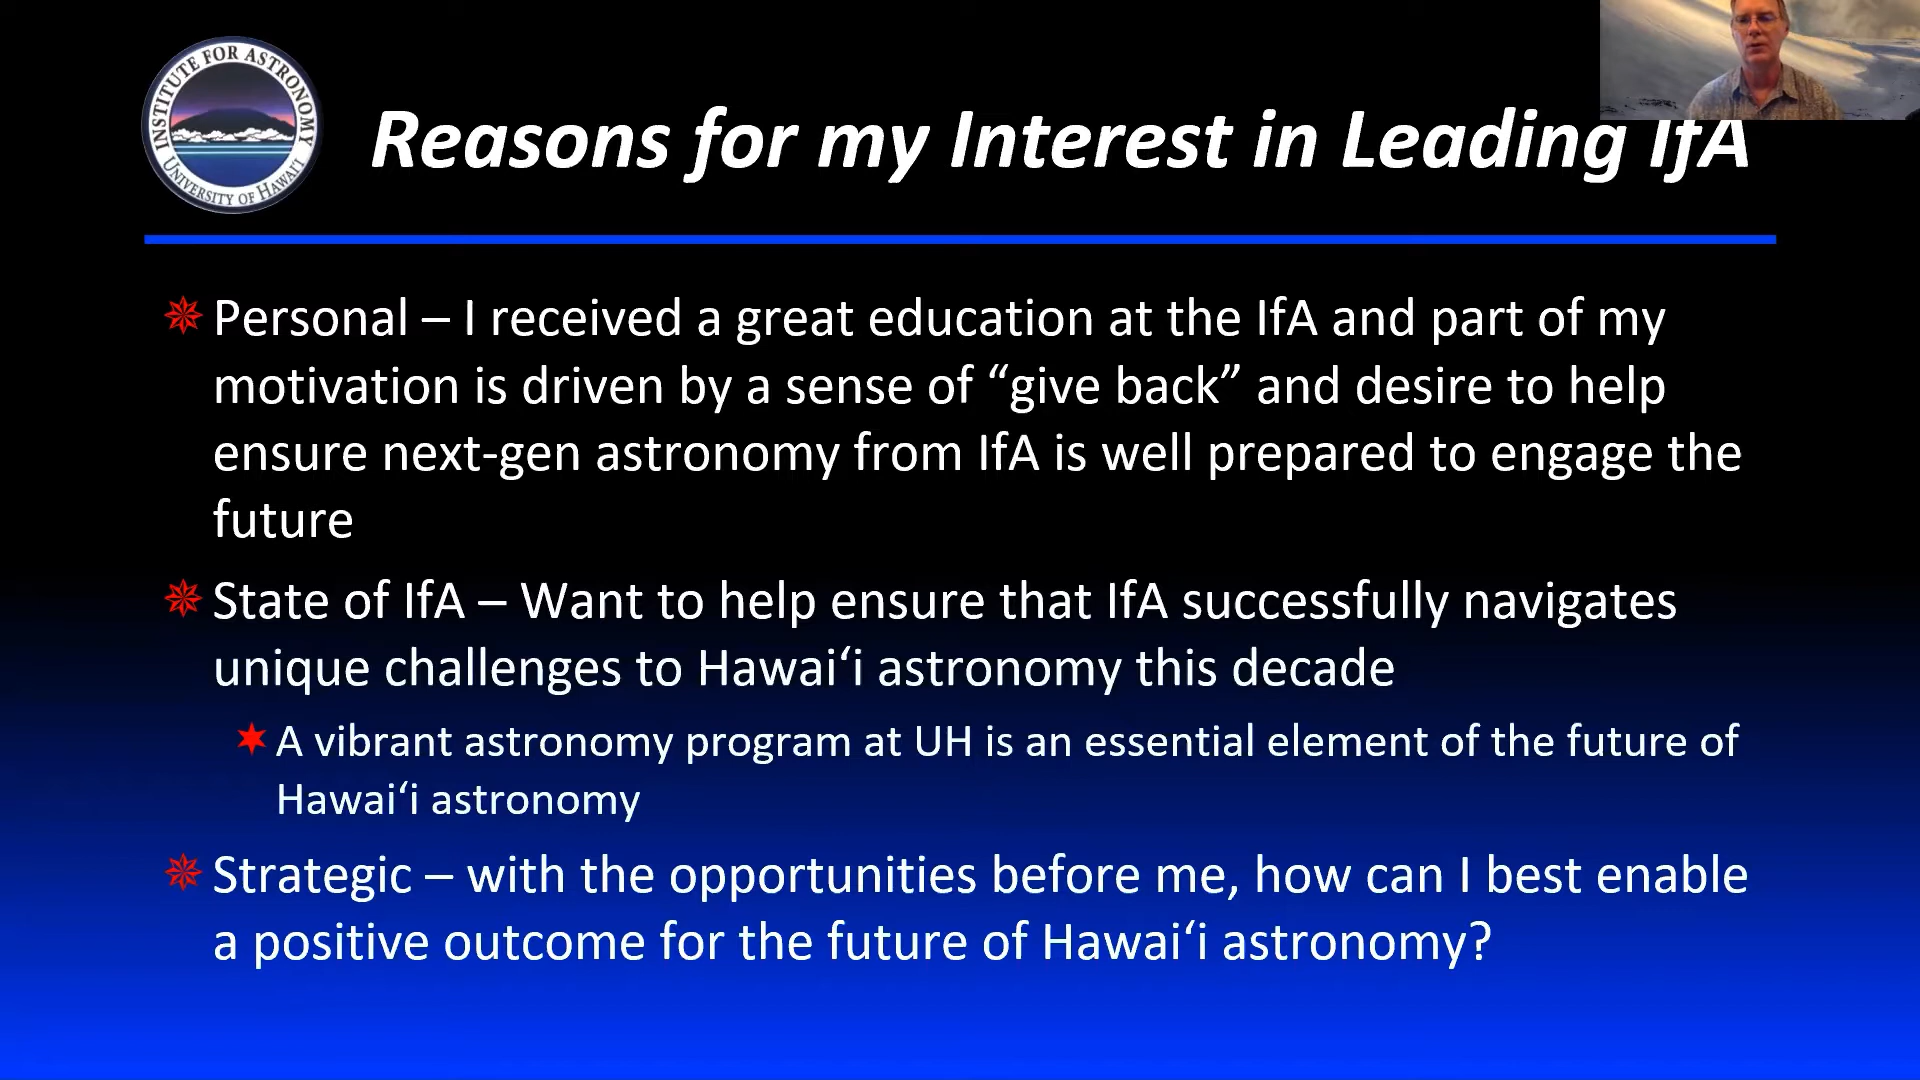 INSTITUTE FOR ASTRONOMY
UNIVERSITY OF HAWAI'I
Reasons for my Interest in Leading IfA
Personal – I received a great education at the IfA and part of my
motivation is driven by a sense of “give back” and desire to help
ensure next-gen astronomy from IfA is well prepared to engage the
future
State of IfA – Want to help ensure that IfA successfully navigates
unique challenges to Hawai‘i astronomy this decade
A vibrant astronomy program at UH is an essential element of the future of
Hawai‘i astronomy
Strategic – with the opportunities before me, how can I best enable
a positive outcome for the future of Hawai‘i astronomy?